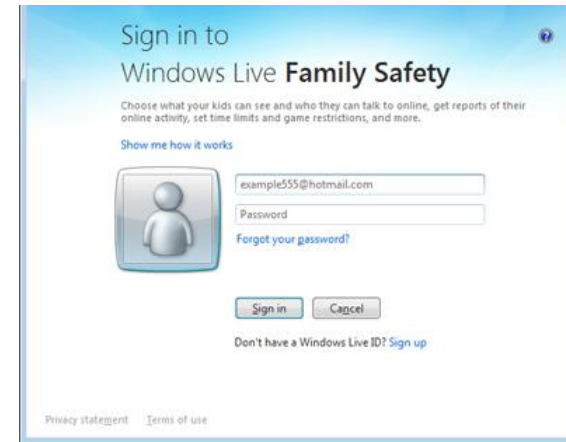 Sign in to
Windows Live Family Safety
Choose what your kids can see and who they can talk to online, get reports of their
online activity, set time limits and game restrictions, and more.
Show me how it works
example555@hotmail.com
Password
Forgot your password?
Sign in Cancel
Don't have a Windows Live ID? Sign up
Privacy statement Terms of use